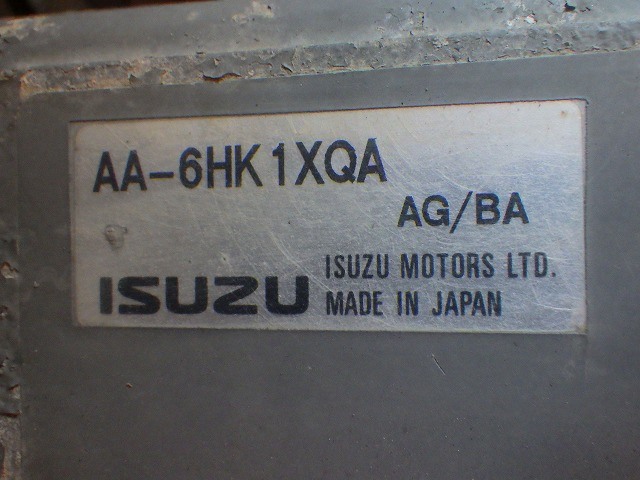 AA-6HK1XQA
AG/BA
ISUZU
ISUZU MOTORS LTD.
MADE IN JAPAN